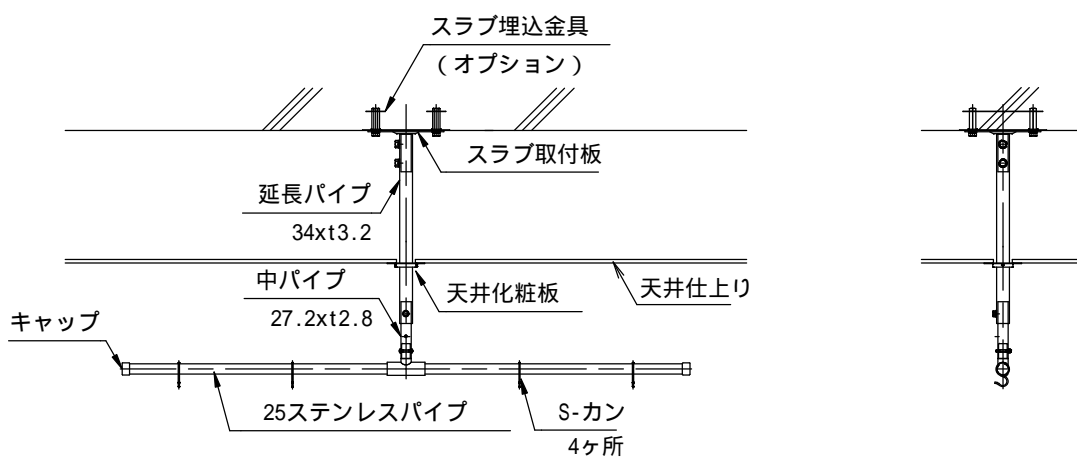 スラブ埋込金具
（オプション）
スラブ取付板
延長パイプ
34xt3.2
中パイプ
27.2xt2.8
天井化粧板
天井仕上り
キャップ
25ステンレスパイプ
S-カン
4ヶ所